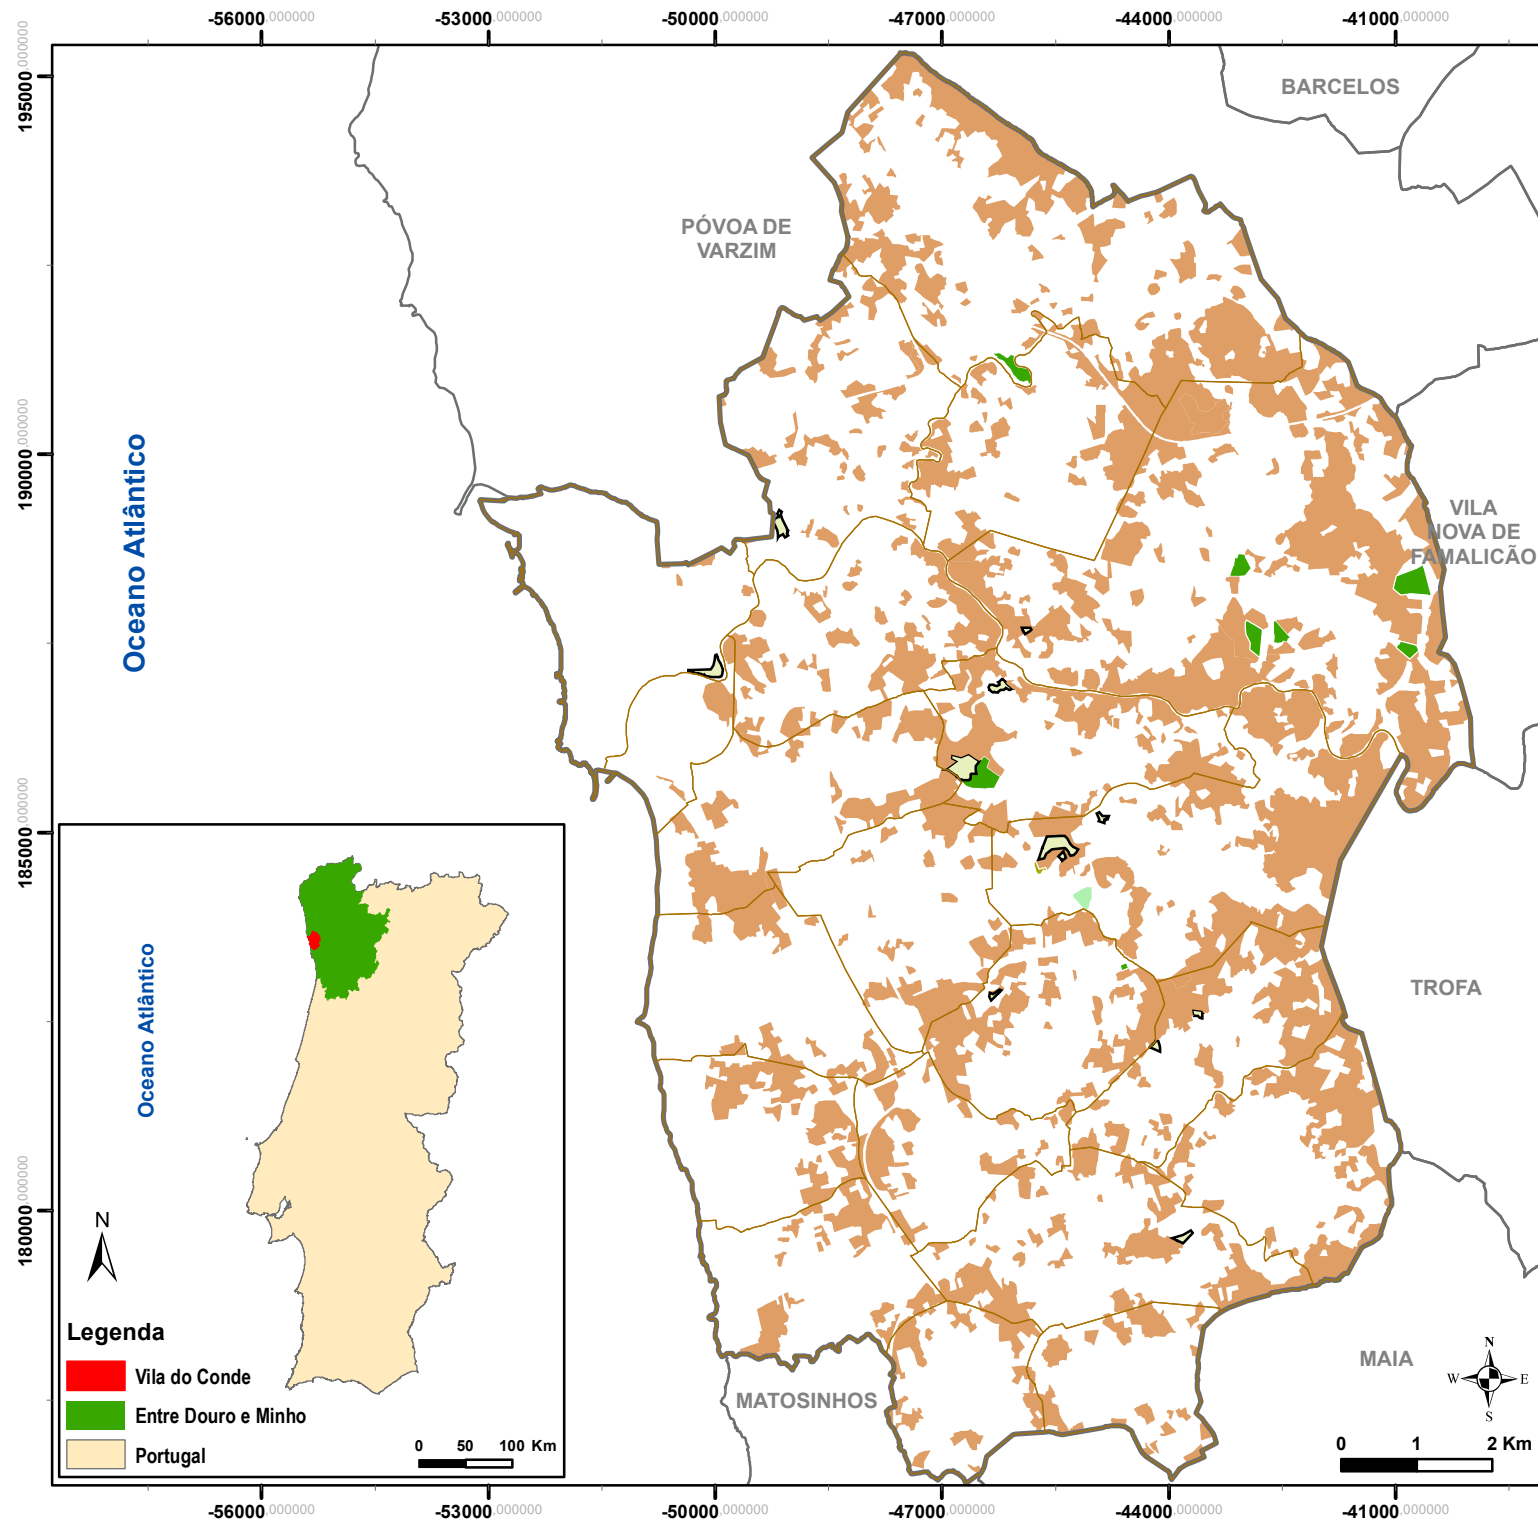 -56000,000000 -53000,000000 -50000,000000 -47000,000000 -44000,000000 -41000,000000
195000,000000
190000,000000
185000,000000
180000,000000
BARCELOS
PÓVOA DE
VARZIM
Oceano Atlântico
VILA
NOVA DE
FAMALICÃO
TROFA
MAIA
MATOSINHOS
Oceano Atlântico
N
Legenda
Vila do Conde
Entre Douro e Minho
Portugal
0 50 100 Km
N
W E
S
0 1 2 Km
-56000,000000 -53000,000000 -50000,000000 -47000,000000 -44000,000000 -41000,000000